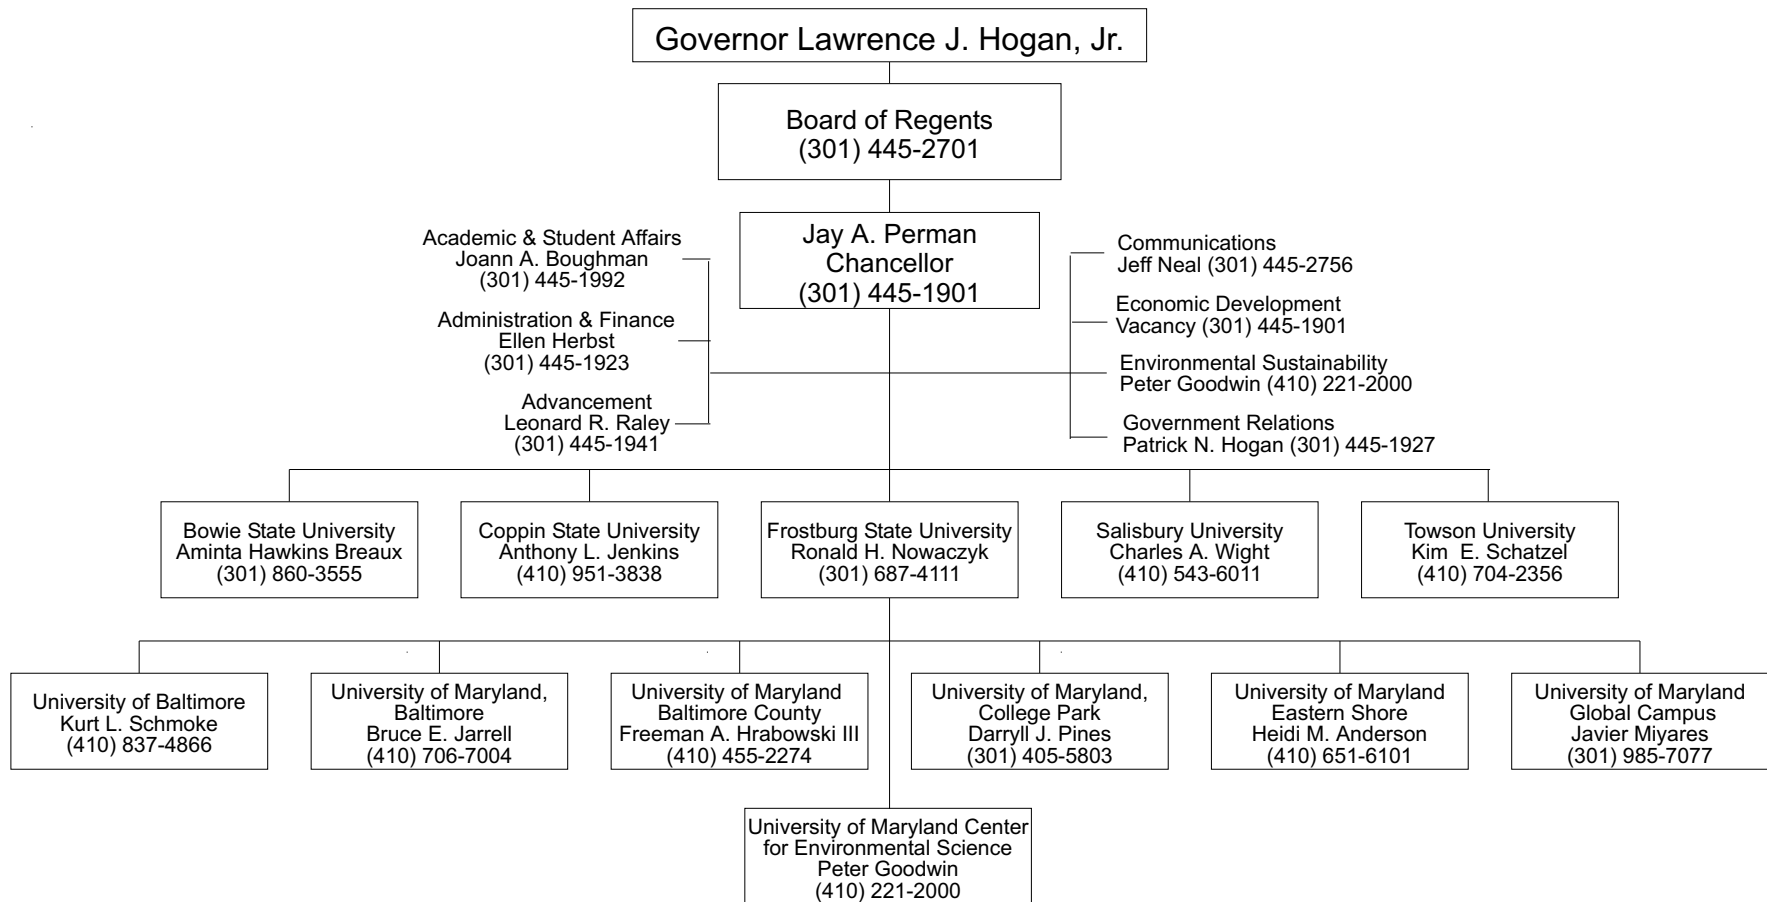 Governor Lawrence J. Hogan, Jr.
Board of Regents
(301) 445-2701
Jay A. Perman
Chancellor
(301) 445-1901
Academic & Student Affairs
Joann A. Boughman
(301) 445-1992
Administration & Finance
Ellen Herbst
(301) 445-1923
Advancement
Leonard R. Raley
(301) 445-1941
Communications
Jeff Neal (301) 445-2756
Economic Development
Vacancy (301) 445-1901
Environmental Sustainability
Peter Goodwin (410) 221-2000
Government Relations
Patrick N. Hogan (301) 445-1927
Bowie State University
Aminta Hawkins Breaux
(301) 860-3555
Coppin State University
Anthony L. Jenkins
(410) 951-3838
Frostburg State University
Ronald H. Nowaczyk
(301) 687-4111
Salisbury University
Charles A. Wight
(410) 543-6011
Towson University
Kim E. Schatzel
(410) 704-2356
University of Baltimore
Kurt L. Schmoke
(410) 837-4866
University of Maryland,
Baltimore
Bruce E. Jarrell
(410) 706-7004
University of Maryland
Baltimore County
Freeman A. Hrabowski III
(410) 455-2274
University of Maryland,
College Park
Darryll J. Pines
(301) 405-5803
University of Maryland
Eastern Shore
Heidi M. Anderson
(410) 651-6101
University of Maryland
Global Campus
Javier Miyares
(301) 985-7077
University of Maryland Center
for Environmental Science
Peter Goodwin
(410) 221-2000